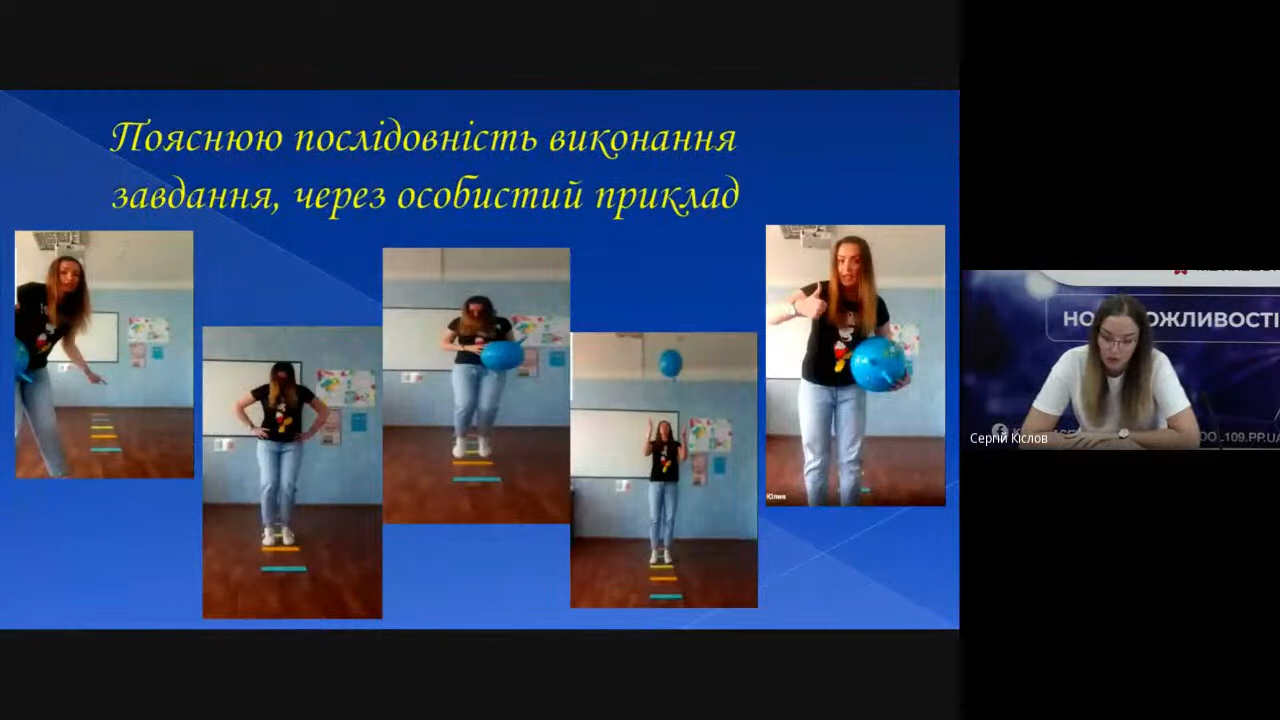 Пояснюю послідовність виконання
завдання, через особистий приклад
Юлия
Сергій Кіслов